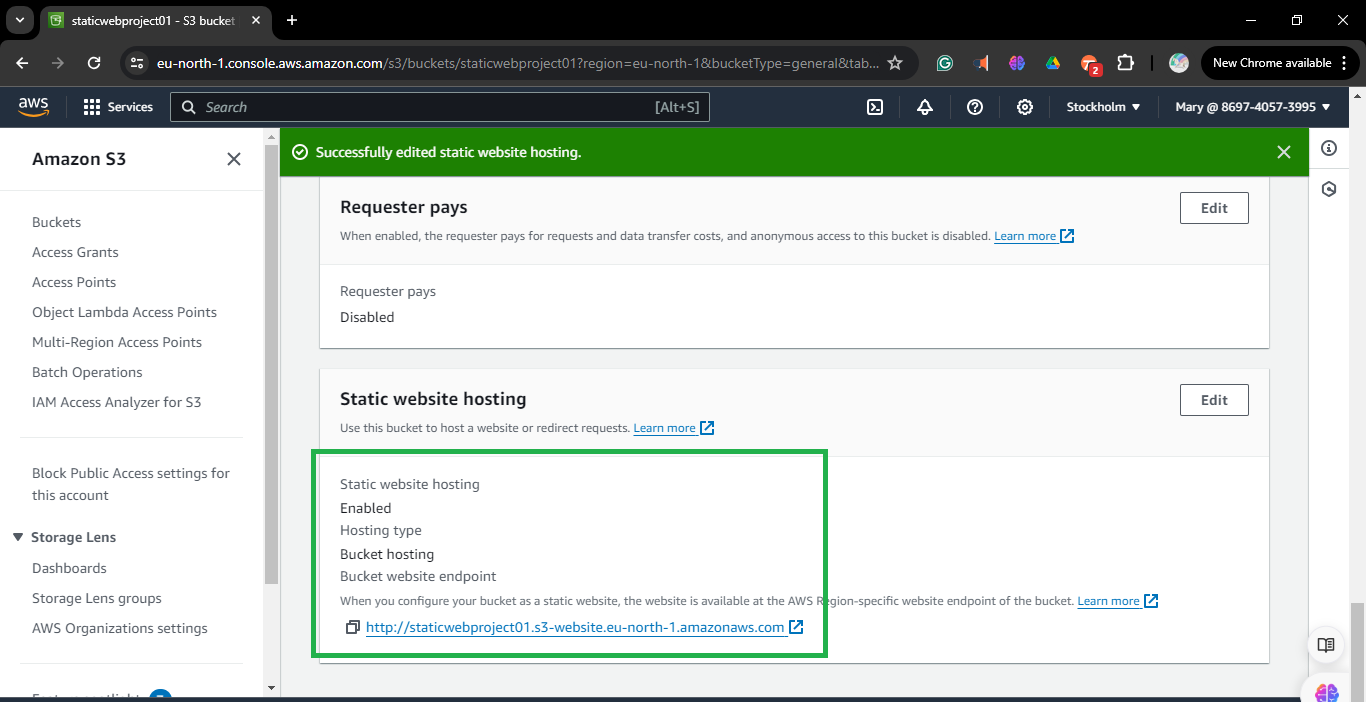 staticwebproject01 - S3 bucket
eu-north-1.console.aws.amazon.com/s3/buckets/staticwebproject01?region=eu-north-1&bucketType=general&tab...
2
New Chrome available
aws
Services
Search
[Alt+S]
Stockholm
Mary @ 8697-4057-3995
Amazon S3
Buckets
Access Grants
Access Points
Object Lambda Access Points
Multi-Region Access Points
Batch Operations
IAM Access Analyzer for S3
Block Public Access settings for
this account
Storage Lens
Dashboards
Storage Lens groups
AWS Organizations settings
Successfully edited static website hosting.
Requester pays
Edit
When enabled, the requester pays for requests and data transfer costs, and anonymous access to this bucket is disabled. Learn more
Requester pays
Disabled
Static website hosting
Edit
Use this bucket to host a website or redirect requests. Learn more
Static website hosting
Enabled
Hosting type
Bucket hosting
Bucket website endpoint
When you configure your bucket as a static website, the website is available at the AWS Region-specific website endpoint of the bucket. Learn more
http://staticwebproject01.s3-website.eu-north-1.amazonaws.com